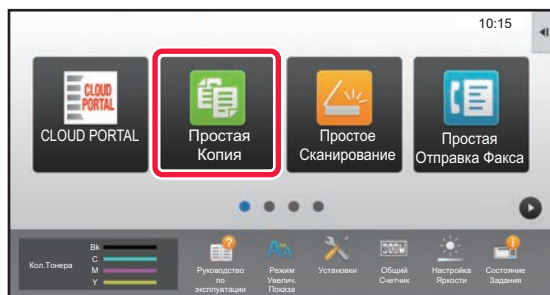 10:15
CLOUD
PORTAL
CLOUD PORTAL
Простая
Копия
Простое
Сканирование
Простая
Отправка Факса
Кол.Тонера
Bk
C
M
Y
Руководство
по
эксплуатации
Режим
Увелич.
Показа
Установки
Общий
Счетчик
Настройка
Яркости
Состояние
Задания